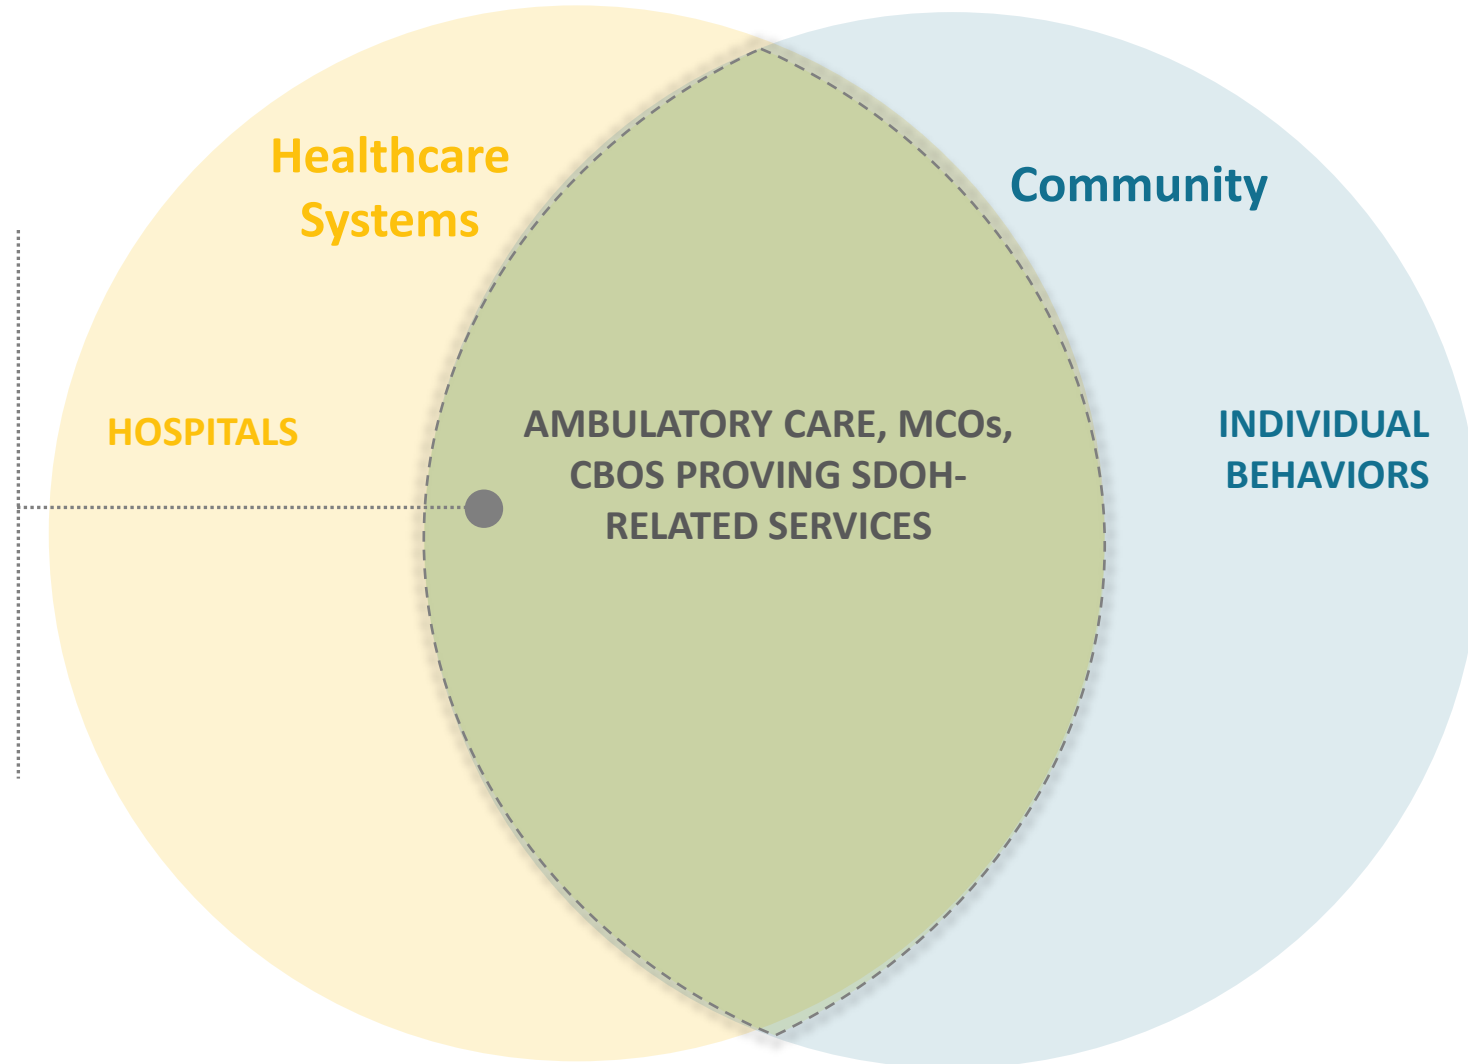 Healthcare
Systems
Community
HOSPITALS
AMBULATORY CARE, MCOs,
CBOS PROVING SDOH-
RELATED SERVICES
INDIVIDUAL
BEHAVIORS